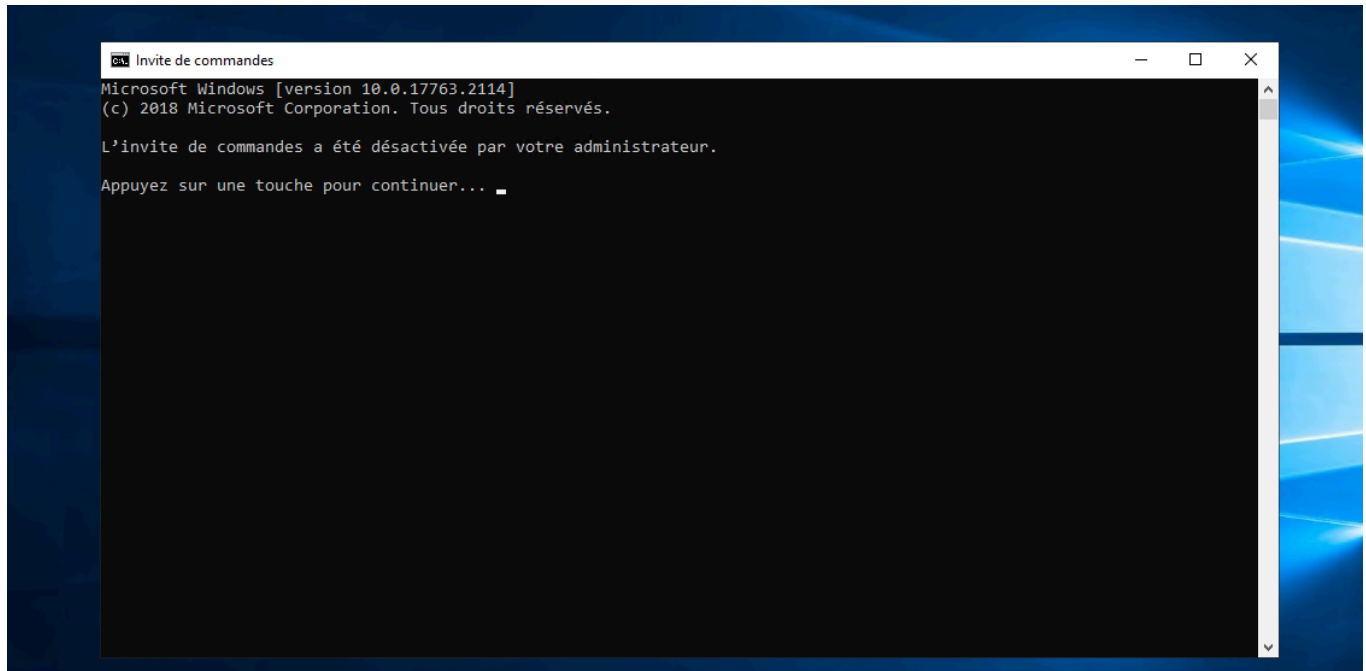 Invite de commandes
Microsoft Windows [version 10.0.17763.2114]
(c) 2018 Microsoft Corporation. Tous droits réservés.
L’invite de commandes a été désactivée par votre administrateur.
Appuyez sur une touche pour continuer...